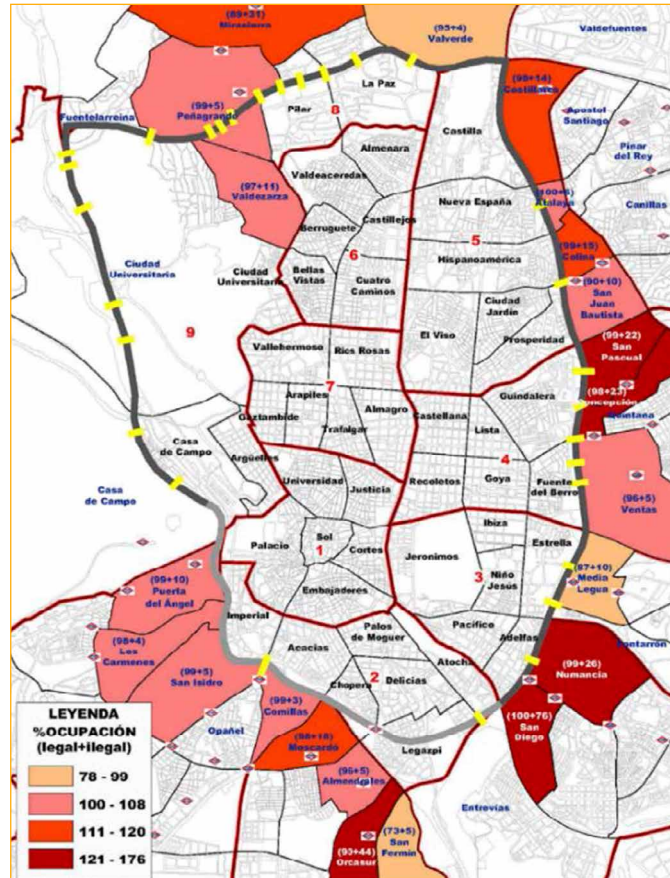 (89+31)
Mirasierra
(95+4)
Valverde
Valdefuentes
(99+5)
Peñagrande
Fuentelarreina
La Paz
Pilar
8
(98+14)
Costillares
Apostol
Santiago
Castilla
Almenara
Pinar
del Rey
(97+11)
Valdezarza
Valdeacederas
(100+6)
Atalaya
Canillas
Nueva España
Castillejos
Berruguete
5
(99+15)
Colina
Ciudad
Universitaria
Ciudad
Universitaria
6
Bellas
Vistas
Hispanoamérica
Cuatro
Caminos
(90+10)
San
Juan
Bautista
Ciudad
Jardín
9
El Viso
Prosperidad
(99+22)
San
Pascual
Vallehermoso
Rios Rosas
7
Guindalera
(98+23)
Concepción
Arapiles
Almagro
Castellana
Quintana
Gaztambide
Trafalgar
Lista
Casa
de Campo
Argüelles
4
Universidad
Justicia
Recoletos
Goya
Fuente
del Berro
(96+5)
Ventas
Casa
de Campo
Ibiza
Palacio
Sol
1
Cortes
Jeronimos
Estrella
(87+10)
Media
Legua
(99+10)
Puerta
del Ángel
3
Niño
Jesús
Embajadores
Imperial
Pacífico
Adelfas
(98+4)
Los
Carmenes
Acacias
Palos
de Moguer
Atocha
(99+5)
San Isidro
2
Chopera
Delicias
(99+26)
Numancia
(99+3)
Comillas
Opañel
Legazpi
(100+76)
San
Diego
(98+18)
Moscardó
(96+5)
Almendrales
Entrevías
(93+44)
Orcasur
(73+5)
San
Fermín
LEYENDA
%OCUPACIÓN
(legal+ilegal)
78 - 99
100 - 108
111 - 120
121 - 176